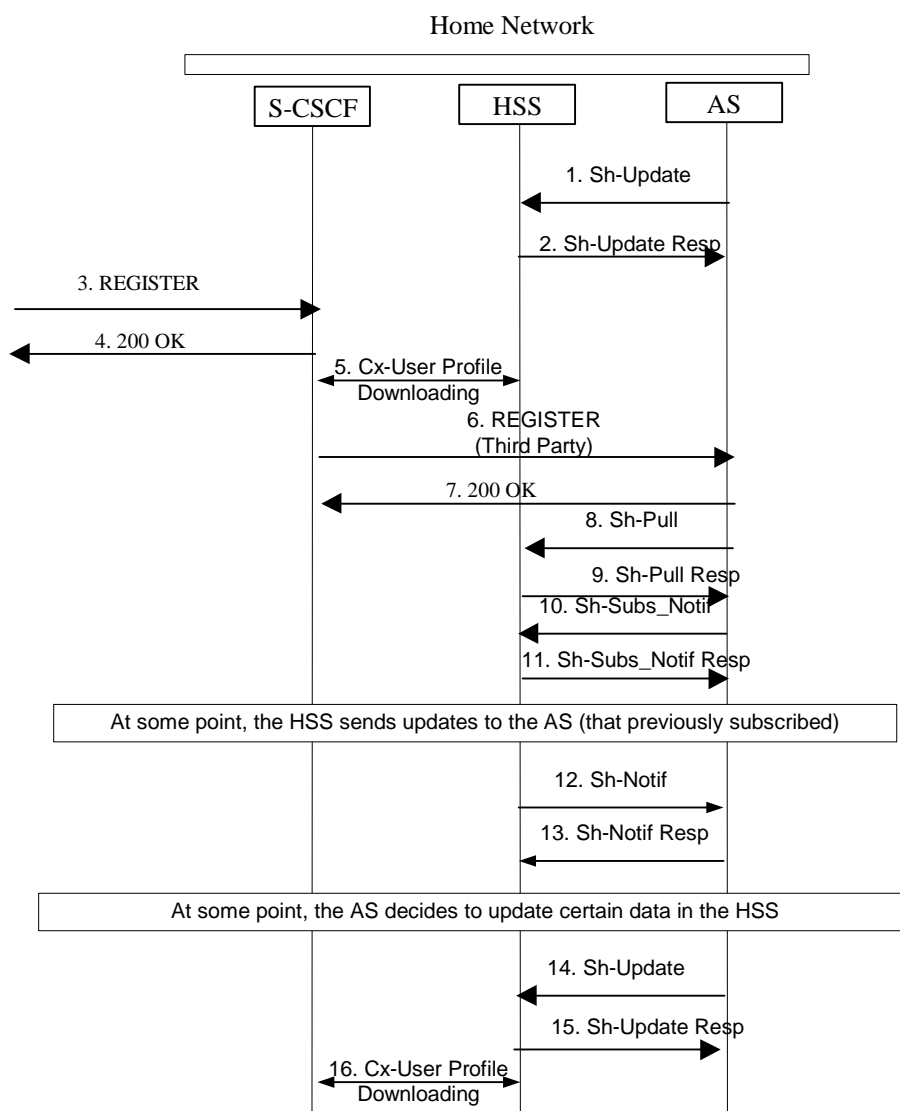 Home Network
S-CSCF
HSS
AS
1. Sh-Update
2. Sh-Update Resp
3. REGISTER
4. 200 OK
5. Cx-User Profile
Downloading
6. REGISTER
(Third Party)
7. 200 OK
8. Sh-Pull
9. Sh-Pull Resp
10. Sh-Subs_Notif
11. Sh-Subs_Notif Resp
At some point, the HSS sends updates to the AS (that previously subscribed)
12. Sh-Notif
13. Sh-Notif Resp
At some point, the AS decides to update certain data in the HSS
14. Sh-Update
15. Sh-Update Resp
16. Cx-User Profile
Downloading